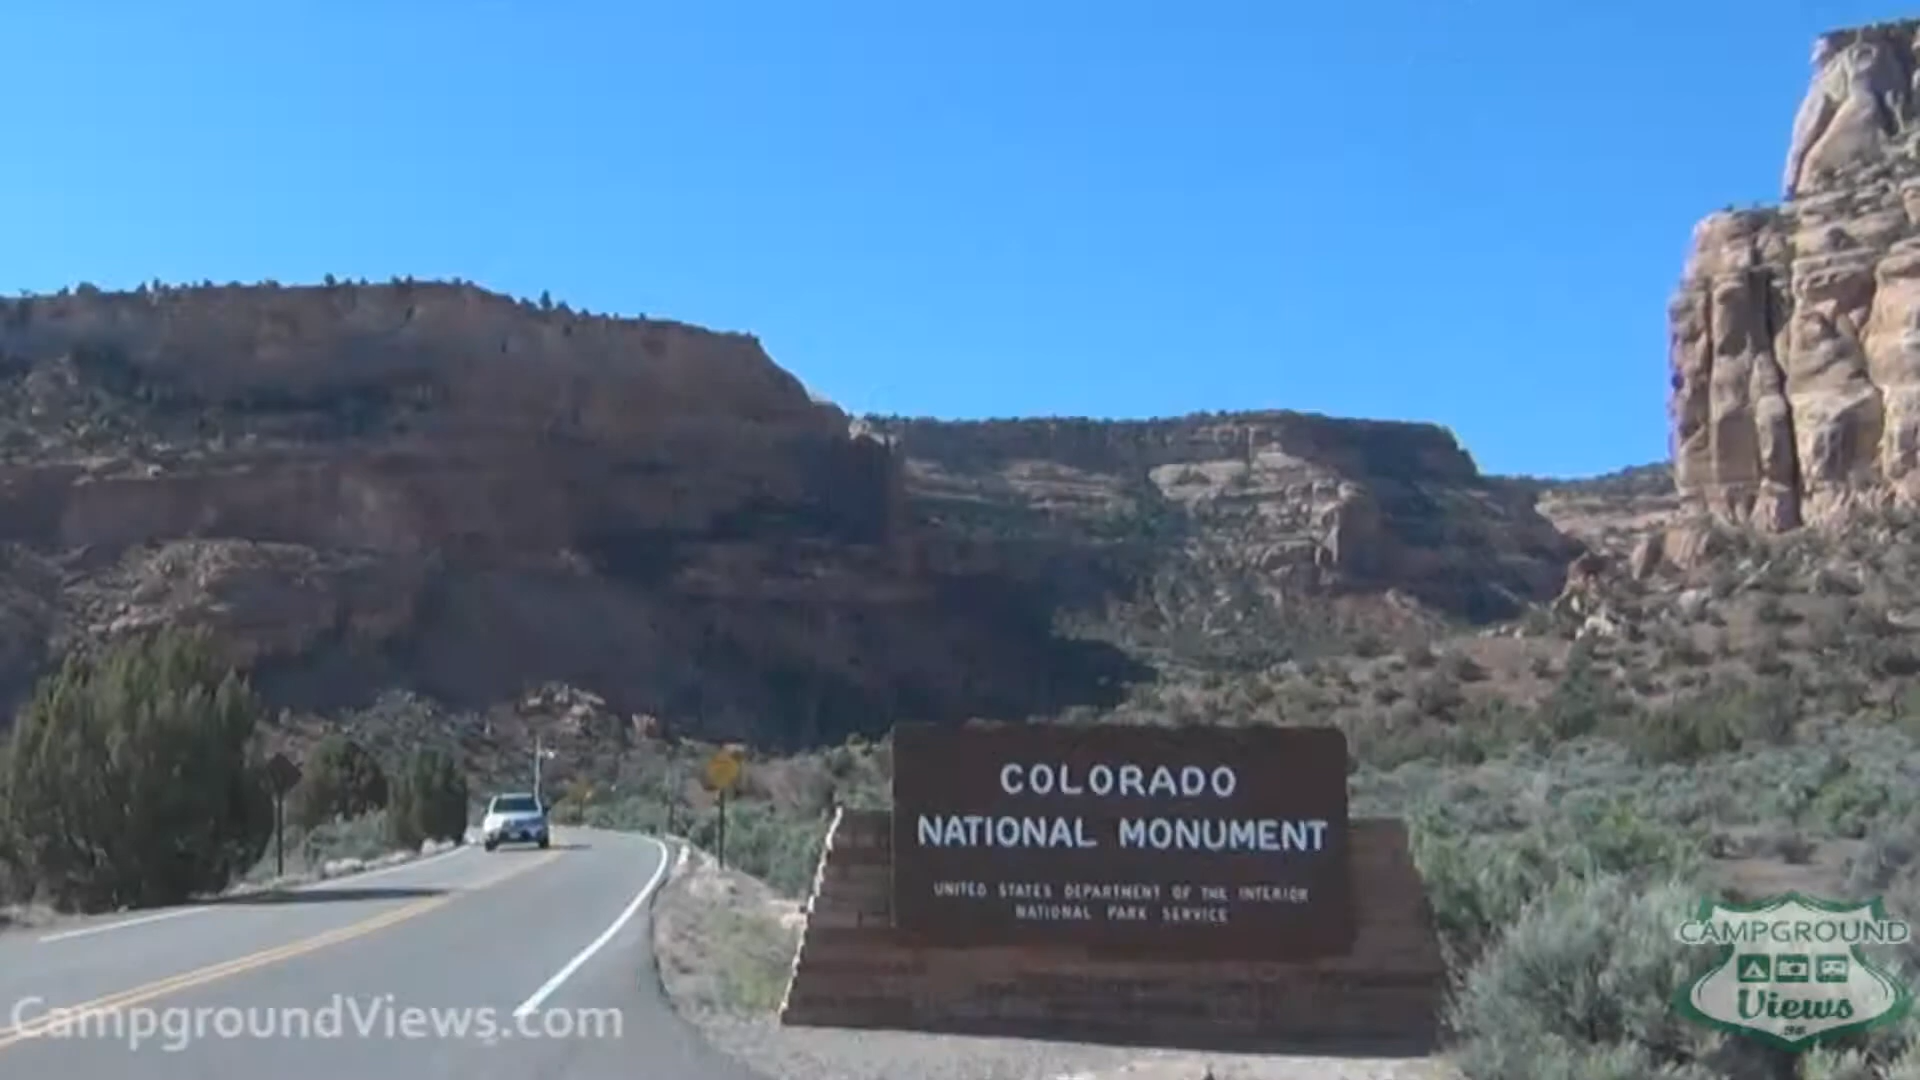 COLORADO
NATIONAL MONUMENT
UNITED STATES DEPARTMENT OF THE INTERIOR
NATIONAL PARK SERVICE
CAMPGROUND
Views
CampgroundViews.com